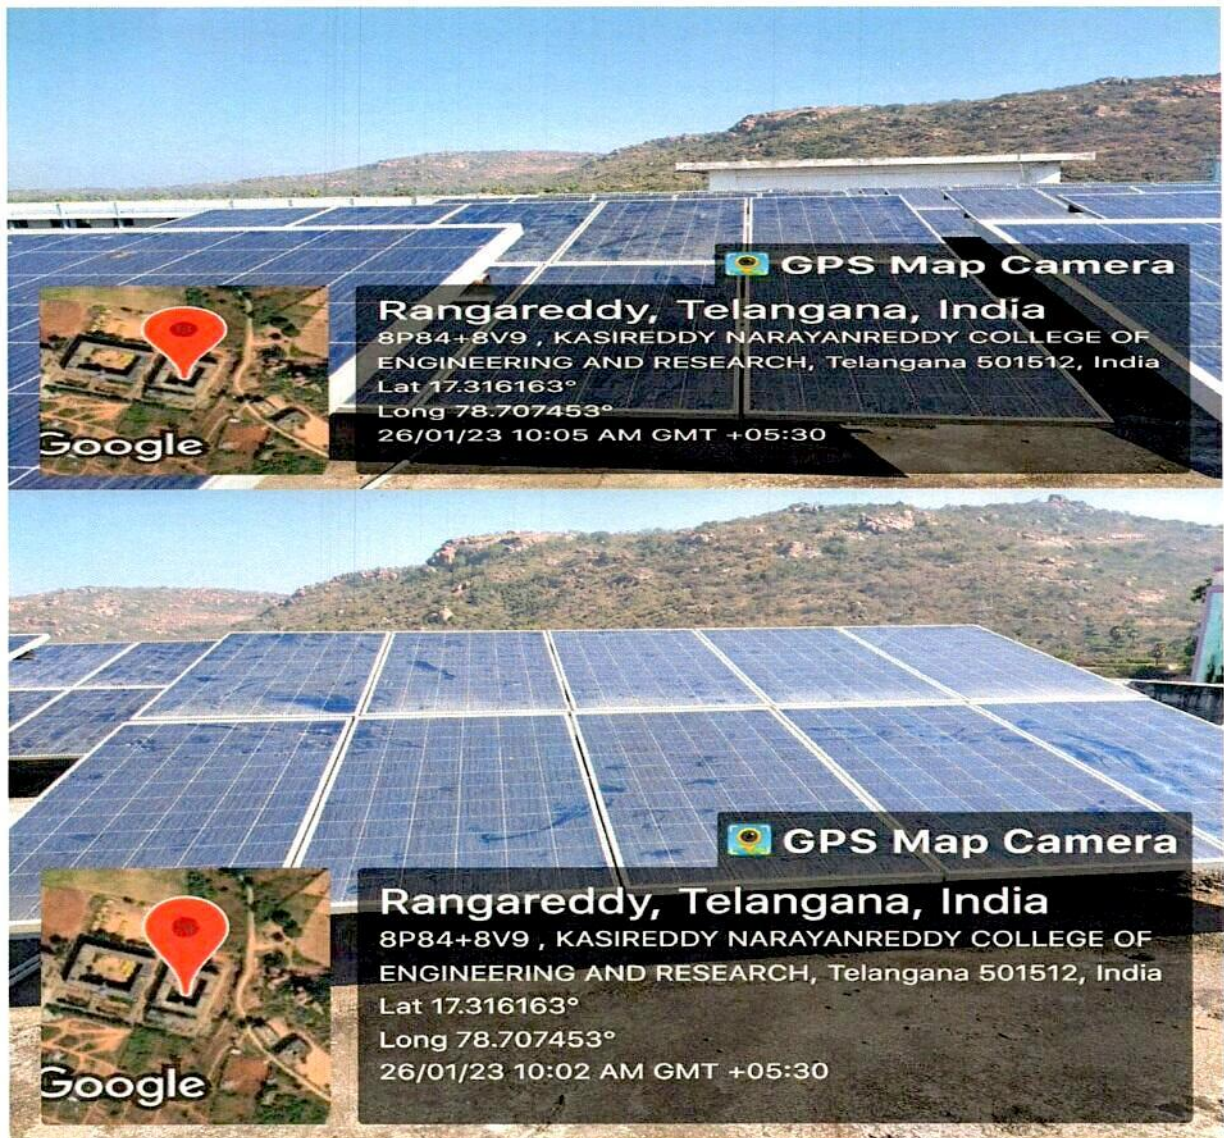 GPS Map Camera
Rangareddy, Telangana, India
8P84+8V9 , KASIREDDY NARAYANREDDY COLLEGE OF
ENGINEERING AND RESEARCH, Telangana 501512, India
Lat 17.316163°
Long 78.707453°
26/01/23 10:05 AM GMT +05:30
Google
GPS Map Camera
Rangareddy, Telangana, India
8P84+8V9 , KASIREDDY NARAYANREDDY COLLEGE OF
ENGINEERING AND RESEARCH, Telangana 501512, India
Lat 17.316163°
Long 78.707453°
26/01/23 10:02 AM GMT +05:30
Google